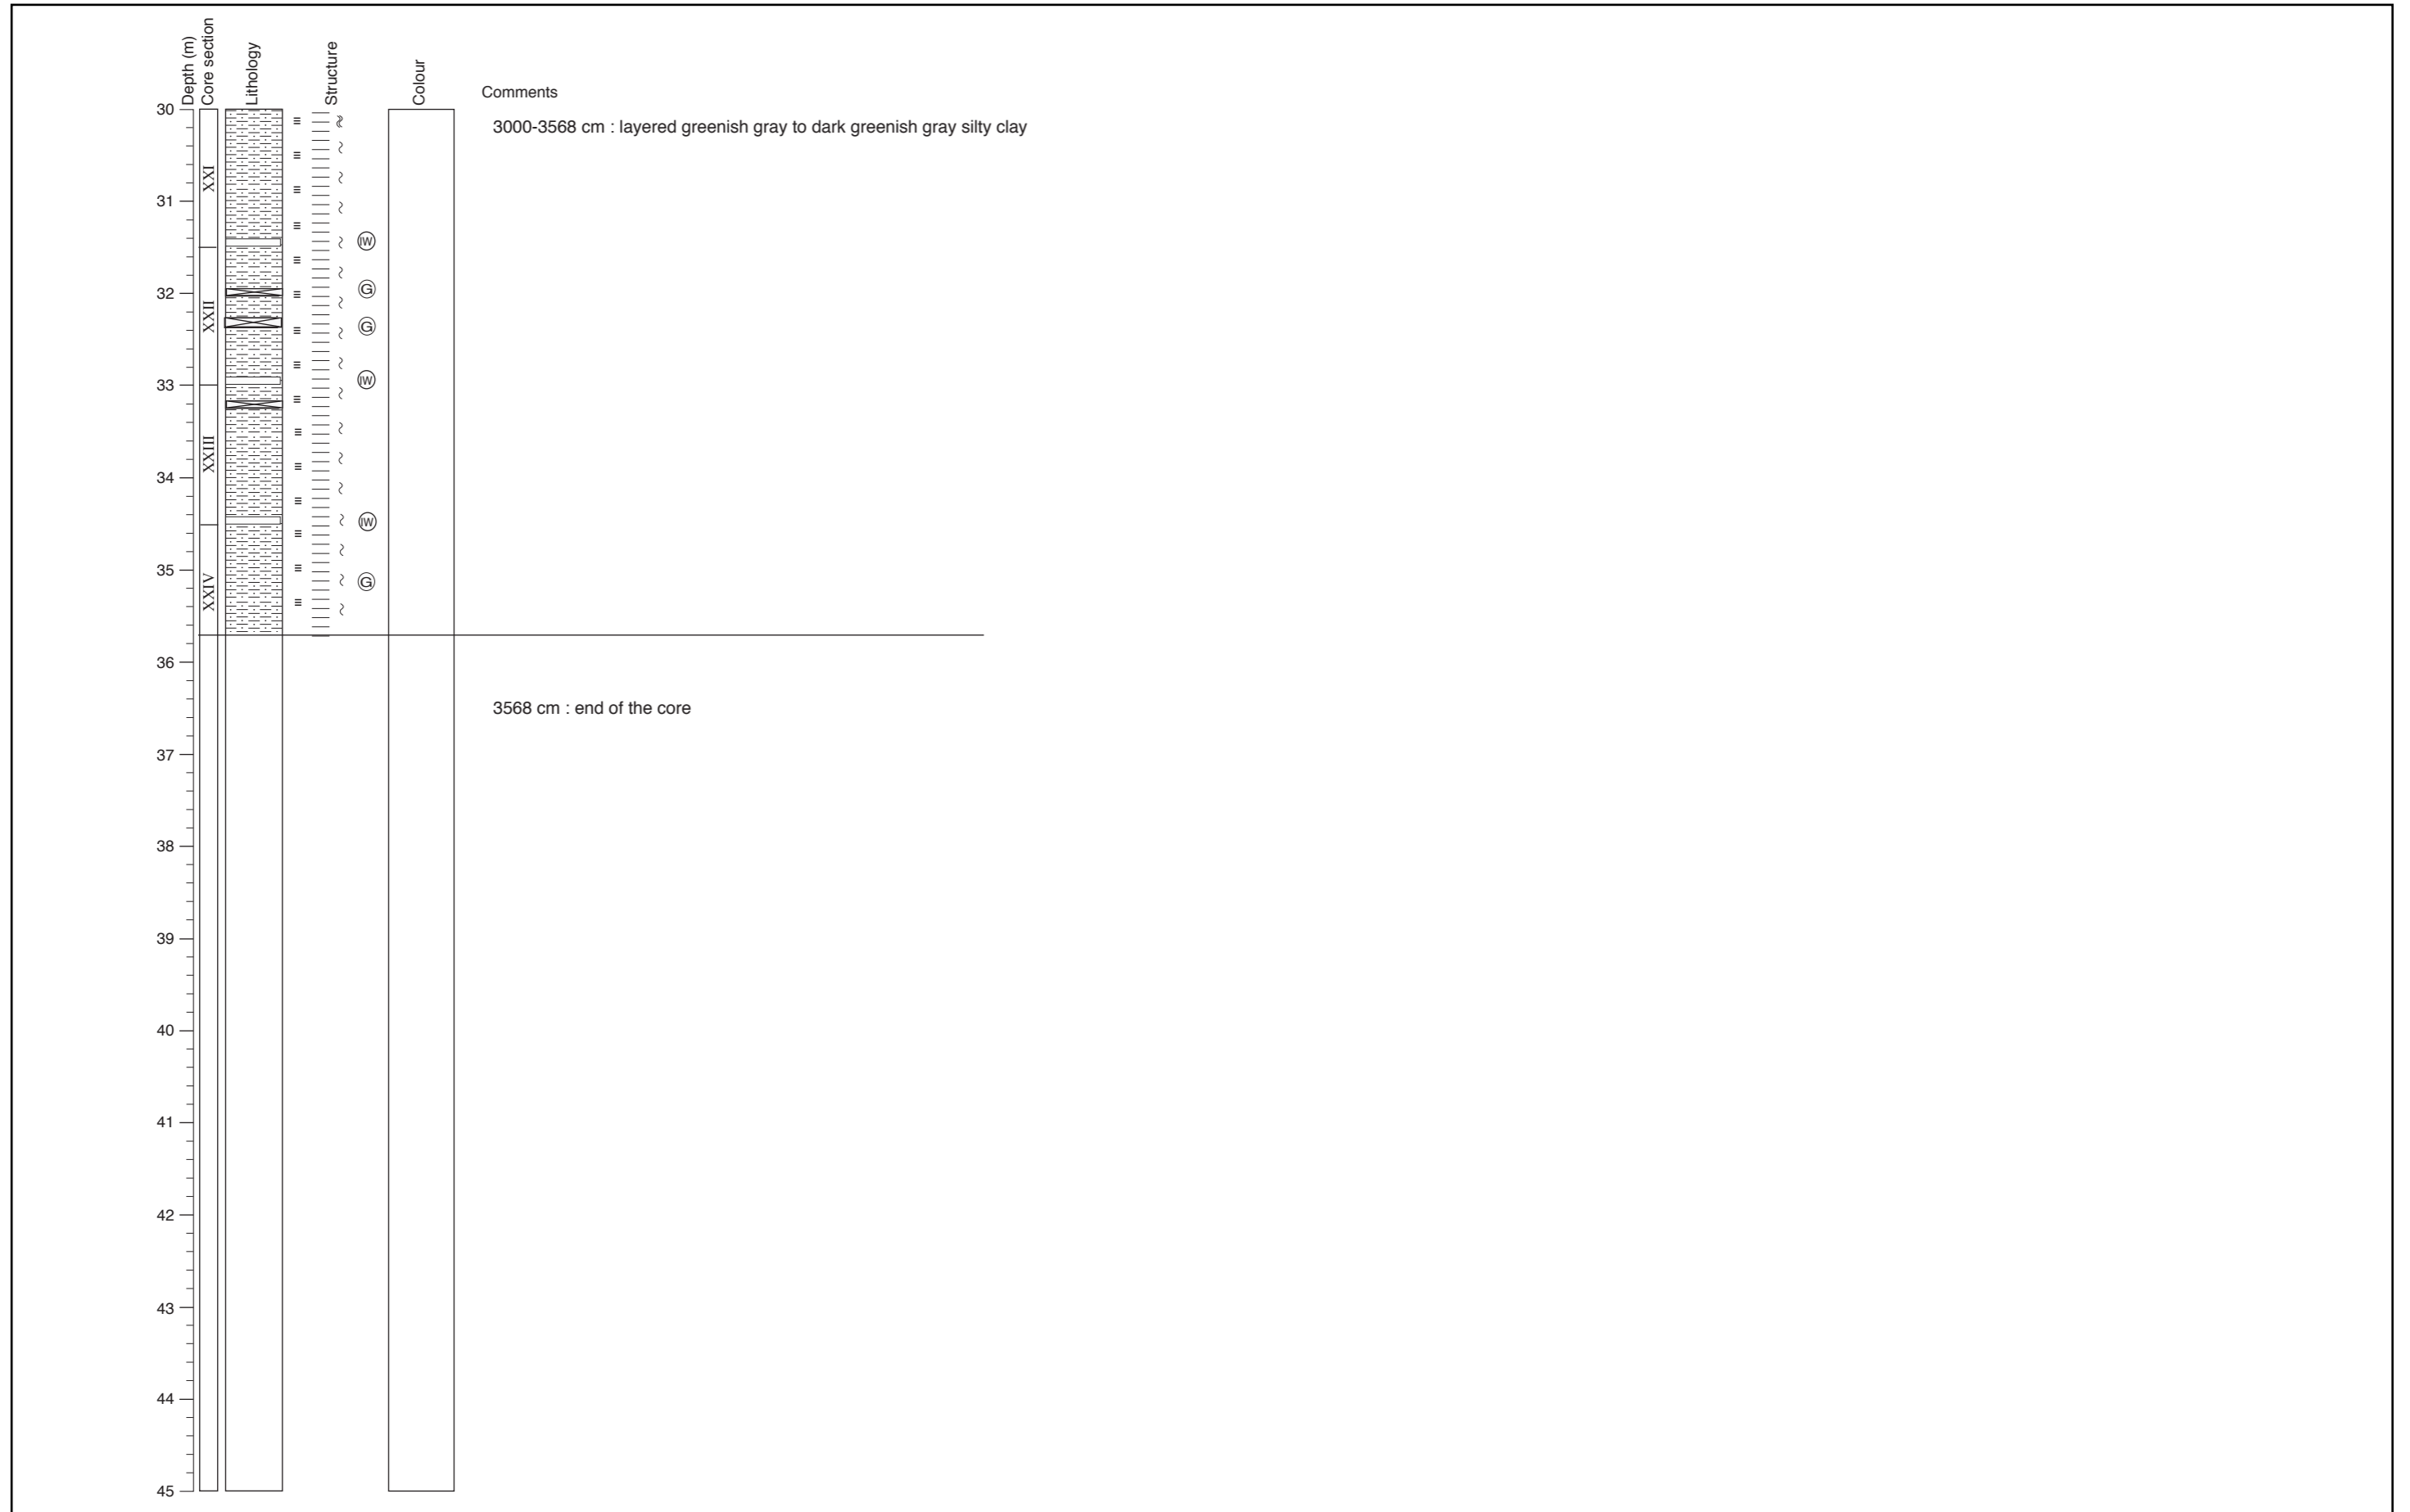 Depth (m)
Core section
Lithology
Structure
Colour
Comments
30
3000-3568 cm : layered greenish gray to dark greenish gray silty clay
XXI
31
IW
G
32
XXII
G
IW
33
XXIII
34
IW
35
G
XXIV
36
3568 cm : end of the core
37
38
39
40
41
42
43
44
45